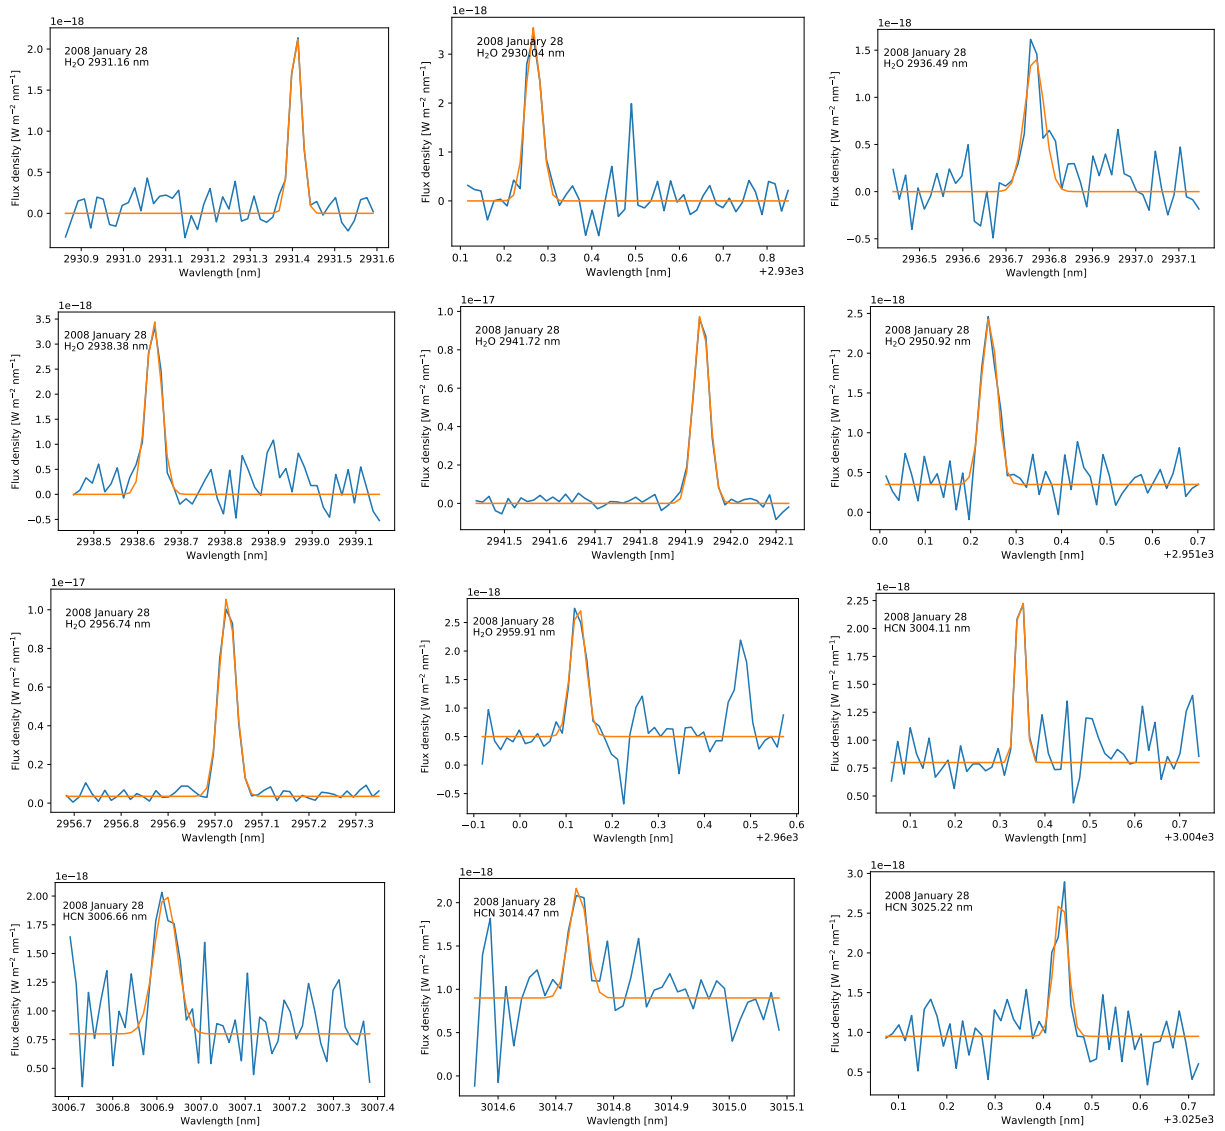 1e−18
2008 January 28
H₂O 2931.16 nm
Flux density [W m⁻² nm⁻¹]
2.0
1.5
1.0
0.5
0.0
2930.9 2931.0 2931.1 2931.2 2931.3 2931.4 2931.5 2931.6
Wavelength [nm]
1e−18
2008 January 28
H₂O 2930.04 nm
Flux density [W m⁻² nm⁻¹]
3
2
1
0
0.1 0.2 0.3 0.4 0.5 0.6 0.7 0.8
Wavelength [nm]
+2.93e3
1e−18
2008 January 28
H₂O 2936.49 nm
Flux density [W m⁻² nm⁻¹]
1.5
1.0
0.5
0.0
−0.5
2936.5 2936.6 2936.7 2936.8 2936.9 2937.0 2937.1
Wavelength [nm]
1e−18
2008 January 28
H₂O 2938.38 nm
Flux density [W m⁻² nm⁻¹]
3.5
3.0
2.5
2.0
1.5
1.0
0.5
0.0
−0.5
2938.5 2938.6 2938.7 2938.8 2938.9 2939.0 2939.1
Wavelength [nm]
1e−17
2008 January 28
H₂O 2941.72 nm
Flux density [W m⁻² nm⁻¹]
1.0
0.8
0.6
0.4
0.2
0.0
2941.5 2941.6 2941.7 2941.8 2941.9 2942.0 2942.1
Wavelength [nm]
1e−18
2008 January 28
H₂O 2950.92 nm
Flux density [W m⁻² nm⁻¹]
2.5
2.0
1.5
1.0
0.5
0.0
0.0 0.1 0.2 0.3 0.4 0.5 0.6 0.7
Wavelength [nm]
+2.951e3
1e−17
2008 January 28
H₂O 2956.74 nm
Flux density [W m⁻² nm⁻¹]
1.0
0.8
0.6
0.4
0.2
0.0
2956.7 2956.8 2956.9 2957.0 2957.1 2957.2 2957.3
Wavelength [nm]
1e−18
2008 January 28
H₂O 2959.91 nm
Flux density [W m⁻² nm⁻¹]
2.5
2.0
1.5
1.0
0.5
0.0
−0.5
−0.1 0.0 0.1 0.2 0.3 0.4 0.5 0.6
Wavelength [nm]
+2.96e3
1e−18
2008 January 28
HCN 3004.11 nm
Flux density [W m⁻² nm⁻¹]
2.25
2.00
1.75
1.50
1.25
1.00
0.75
0.50
0.1 0.2 0.3 0.4 0.5 0.6 0.7
Wavelength [nm]
+3.004e3
1e−18
2008 January 28
HCN 3006.66 nm
Flux density [W m⁻² nm⁻¹]
2.00
1.75
1.50
1.25
1.00
0.75
0.50
3006.7 3006.8 3006.9 3007.0 3007.1 3007.2 3007.3 3007.4
Wavelength [nm]
1e−18
2008 January 28
HCN 3014.47 nm
Flux density [W m⁻² nm⁻¹]
2.0
1.5
1.0
0.5
0.0
3014.6 3014.7 3014.8 3014.9 3015.0 3015.1
Wavelength [nm]
1e−18
2008 January 28
HCN 3025.22 nm
Flux density [W m⁻² nm⁻¹]
3.0
2.5
2.0
1.5
1.0
0.5
0.1 0.2 0.3 0.4 0.5 0.6 0.7
Wavelength [nm]
+3.025e3